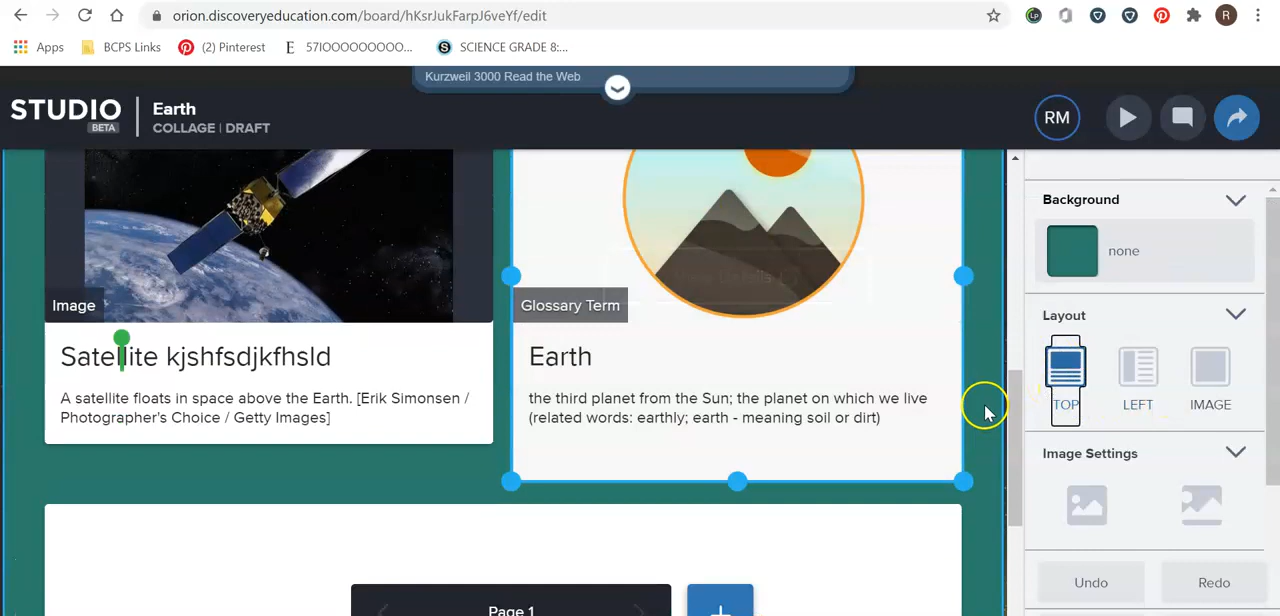 orion.discoveryeducation.com/board/hKsrJukFarpJ6veYf/edit
R
Apps
BCPS Links
(2) Pinterest
E 57IOOOOOOOOO...
S SCIENCE GRADE 8:...
Kurzweil 3000 Read the Web
STUDIO
BETA
Earth
COLLAGE | DRAFT
RM
Image
Glossary Term
Satellite kjshfsdjkfhsld
A satellite floats in space above the Earth. [Erik Simonsen /
Photographer's Choice / Getty Images]
Earth
the third planet from the Sun; the planet on which we live
(related words: earthly; earth - meaning soil or dirt)
Page 1
Background
none
Layout
TOP
LEFT
IMAGE
Image Settings
Undo
Redo